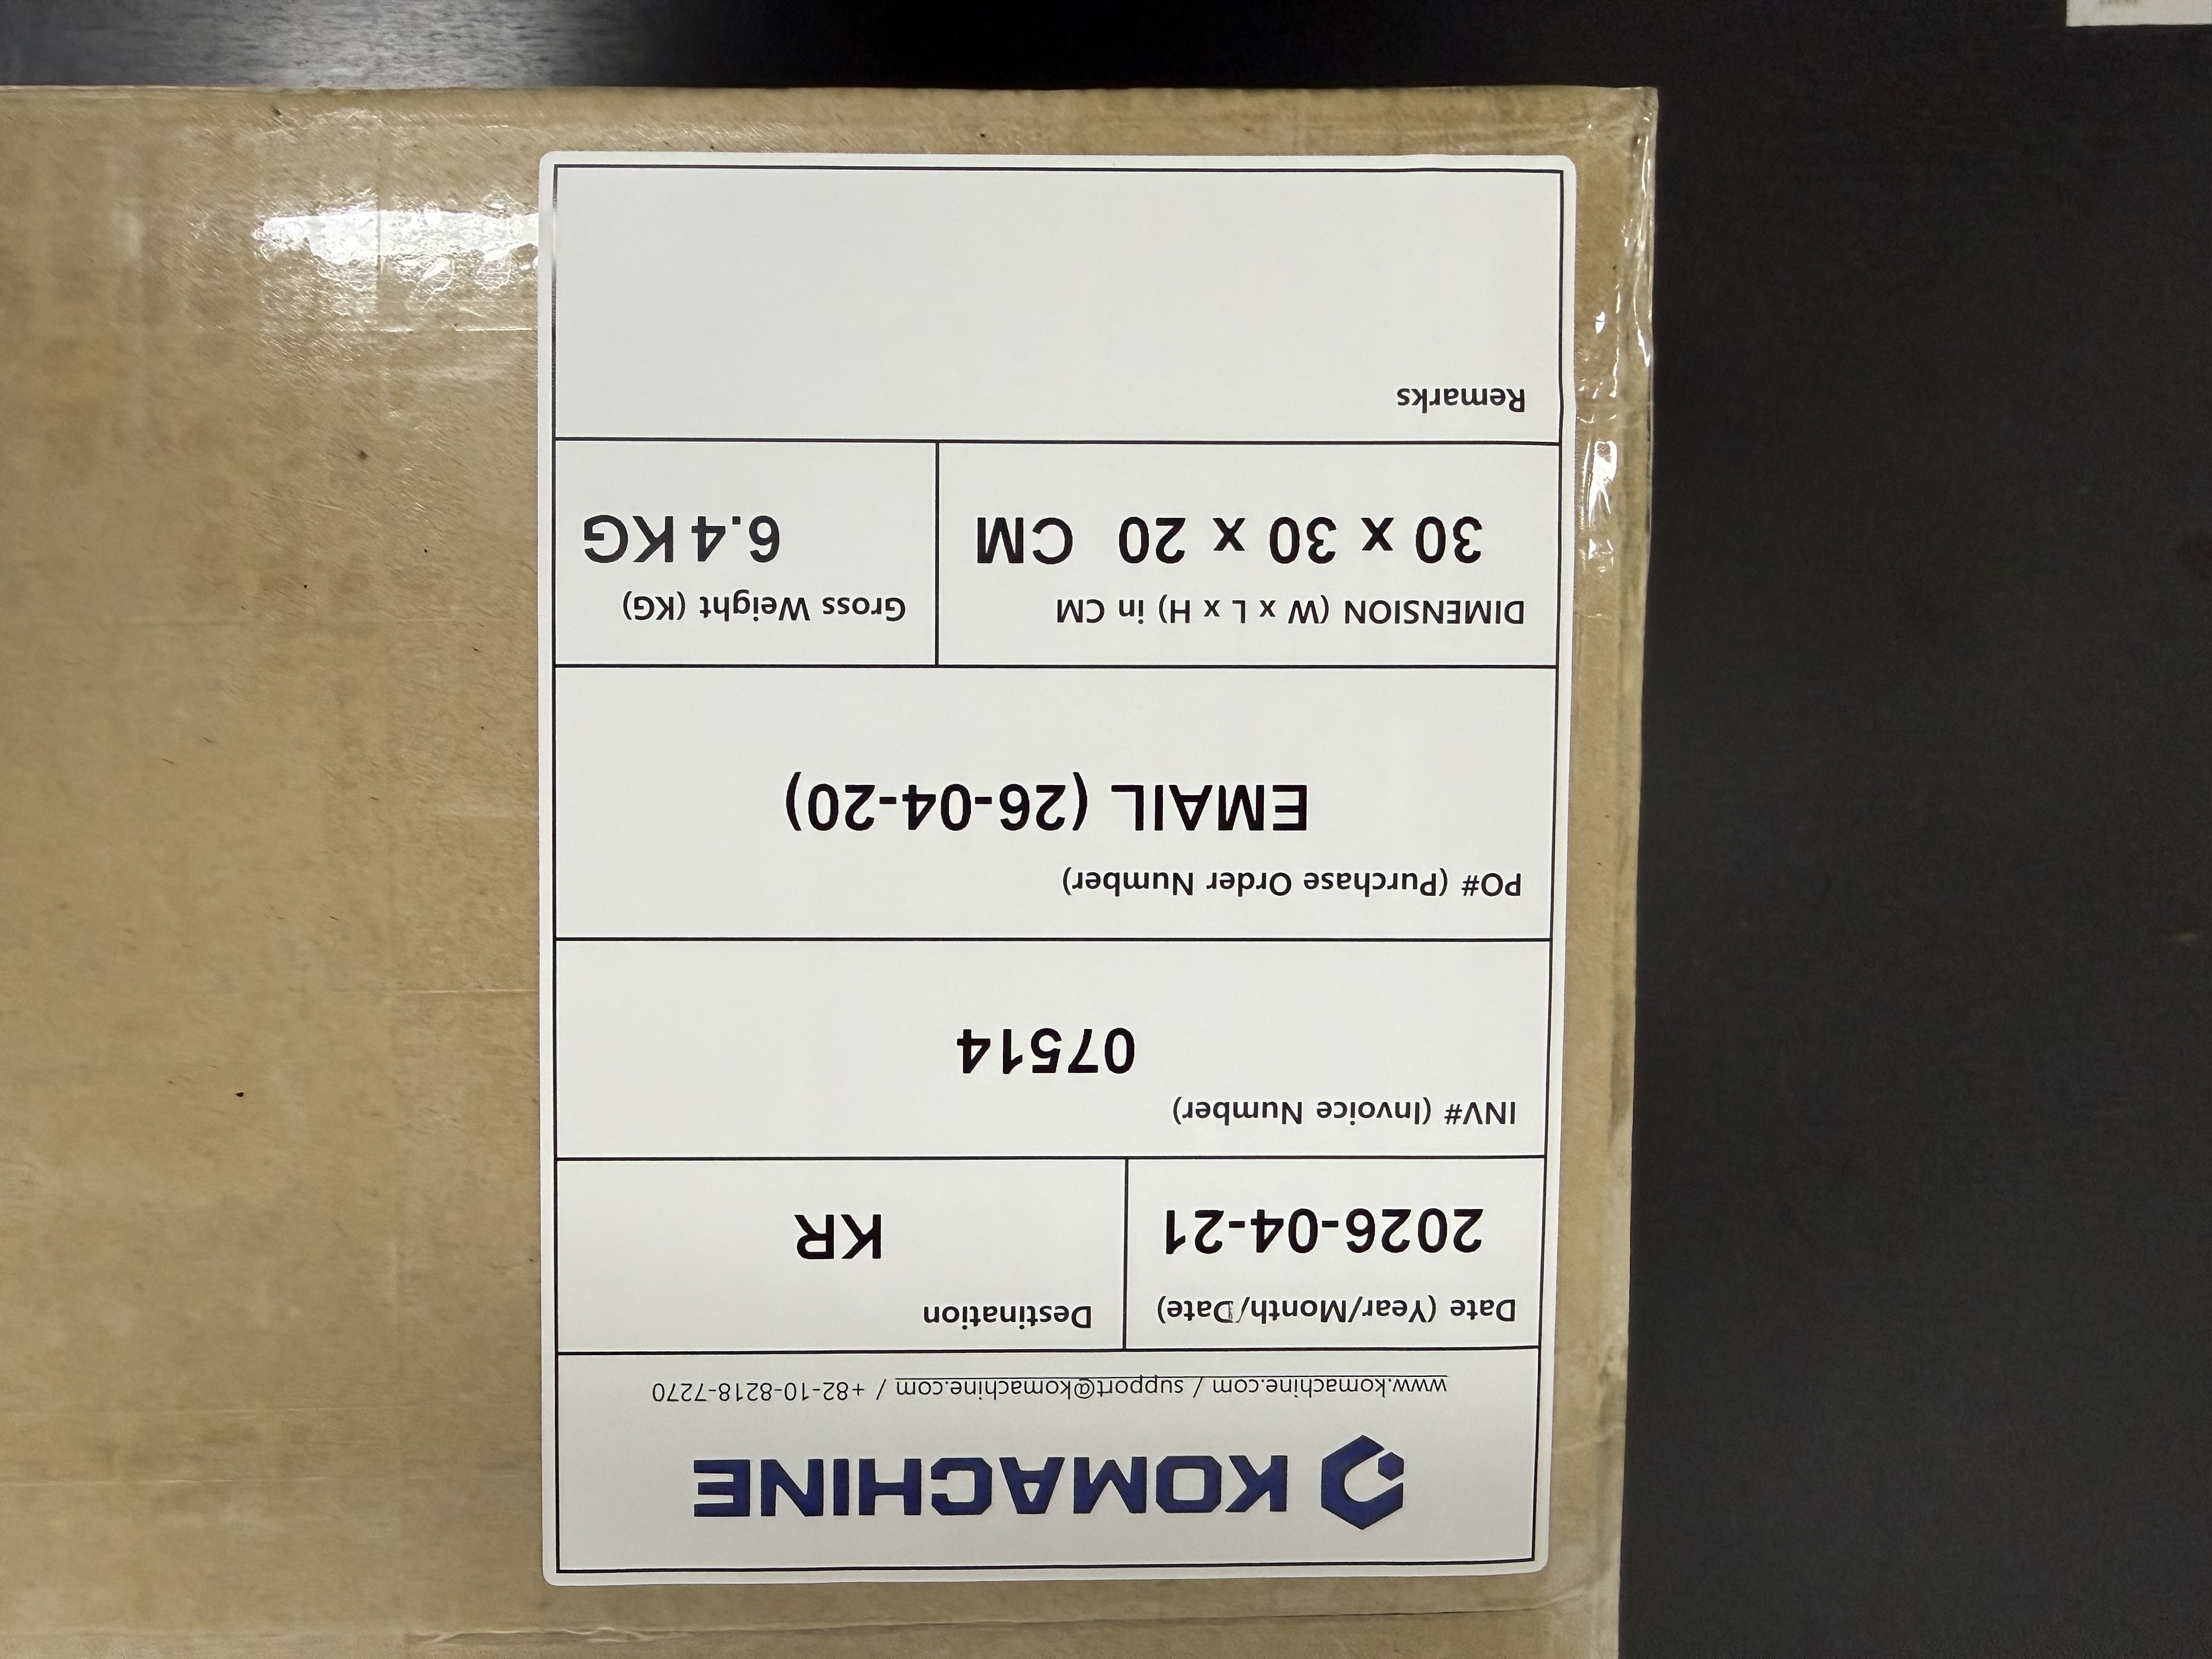 KOMACHINE
www.komachine.com / support@komachine.com / +82-10-8218-7270
Date (Year/Month/Date)
2026-04-21
Destination
KR
INV# (Invoice Number)
07514
PO# (Purchase Order Number)
EMAIL (26-04-20)
DIMENSION (W x L x H) in CM
30 x 30 x 20 CM
Gross Weight (KG)
6.4 KG
Remarks